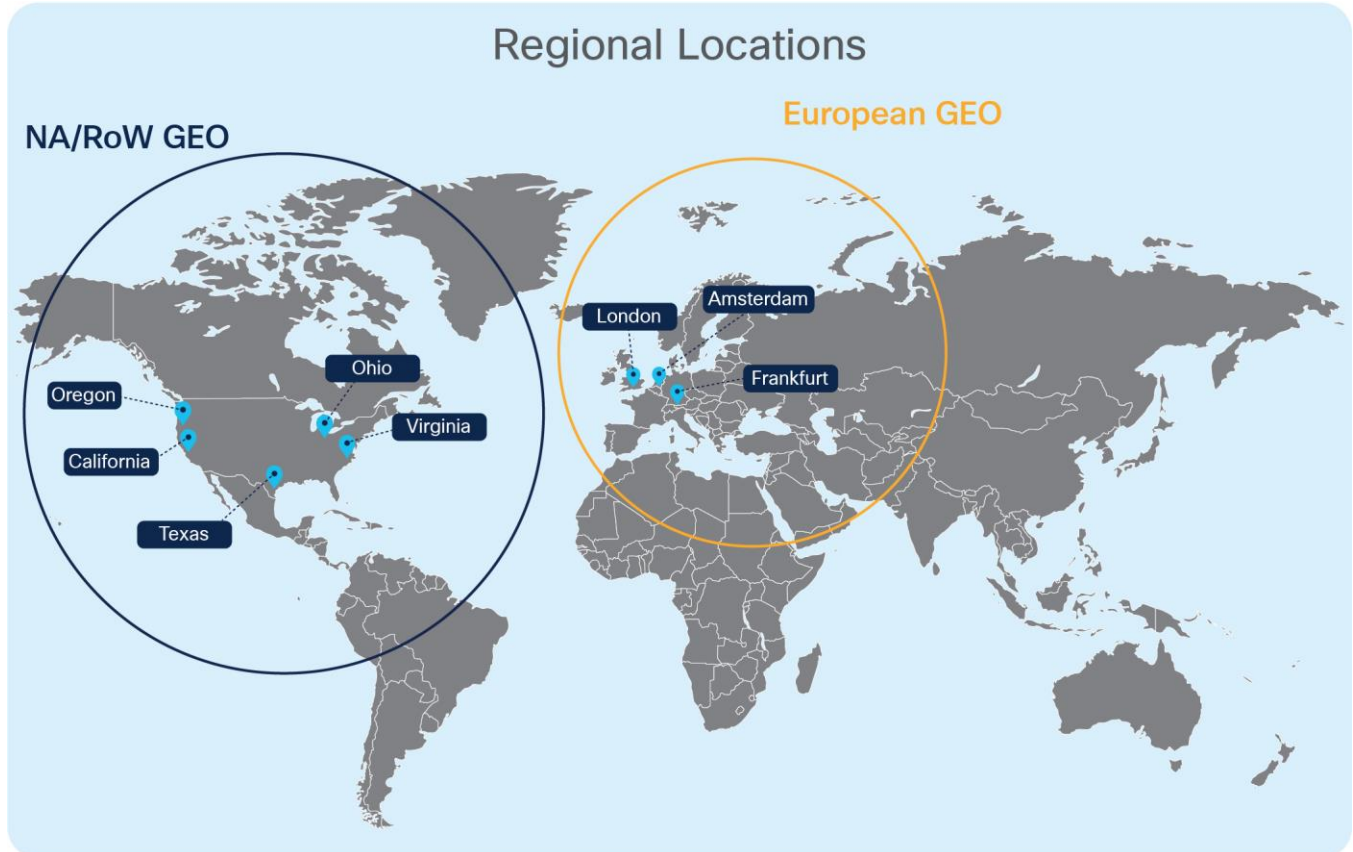 Regional Locations
European GEO
NA/RoW GEO
Amsterdam
London
Ohio
Frankfurt
Oregon
Virginia
California
Texas